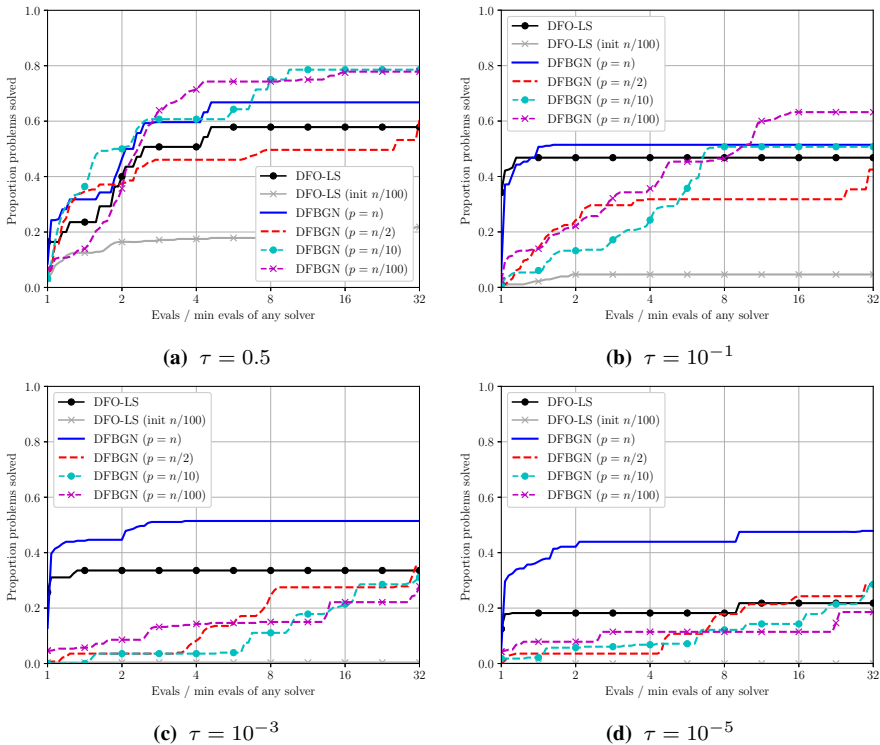 1.0
0.8
0.6
0.4
0.2
0.0
Proportion problems solved
DFO-LS
DFO-LS (init n/100)
DFBGN (p = n)
DFBGN (p = n/2)
DFBGN (p = n/10)
DFBGN (p = n/100)
1 2 4 8 16 32
Evals / min evals of any solver
(a) τ = 0.5
1.0
0.8
0.6
0.4
0.2
0.0
Proportion problems solved
DFO-LS
DFO-LS (init n/100)
DFBGN (p = n)
DFBGN (p = n/2)
DFBGN (p = n/10)
DFBGN (p = n/100)
1 2 4 8 16 32
Evals / min evals of any solver
(b) τ = 10⁻¹
1.0
0.8
0.6
0.4
0.2
0.0
Proportion problems solved
DFO-LS
DFO-LS (init n/100)
DFBGN (p = n)
DFBGN (p = n/2)
DFBGN (p = n/10)
DFBGN (p = n/100)
1 2 4 8 16 32
Evals / min evals of any solver
(c) τ = 10⁻³
1.0
0.8
0.6
0.4
0.2
0.0
Proportion problems solved
DFO-LS
DFO-LS (init n/100)
DFBGN (p = n)
DFBGN (p = n/2)
DFBGN (p = n/10)
DFBGN (p = n/100)
1 2 4 8 16 32
Evals / min evals of any solver
(d) τ = 10⁻⁵